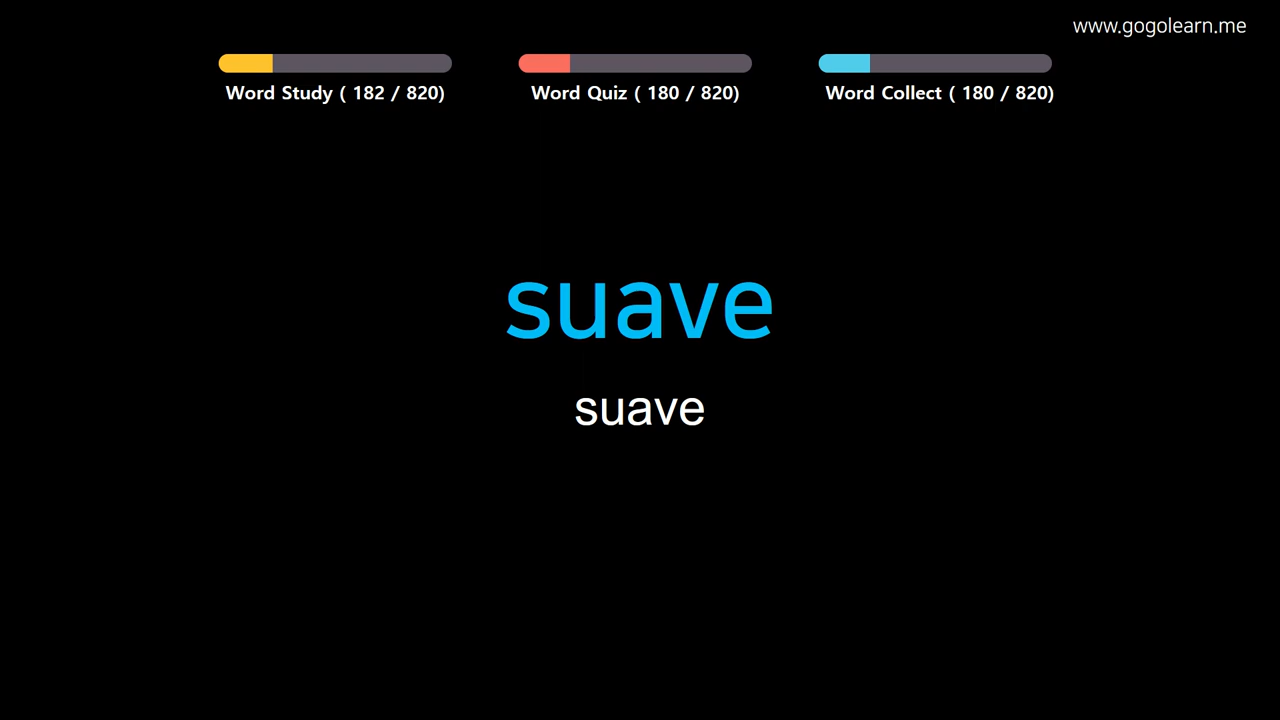 www.gogolearn.me
Word Study ( 182 / 820)
Word Quiz ( 180 / 820)
Word Collect ( 180 / 820)
suave
suave